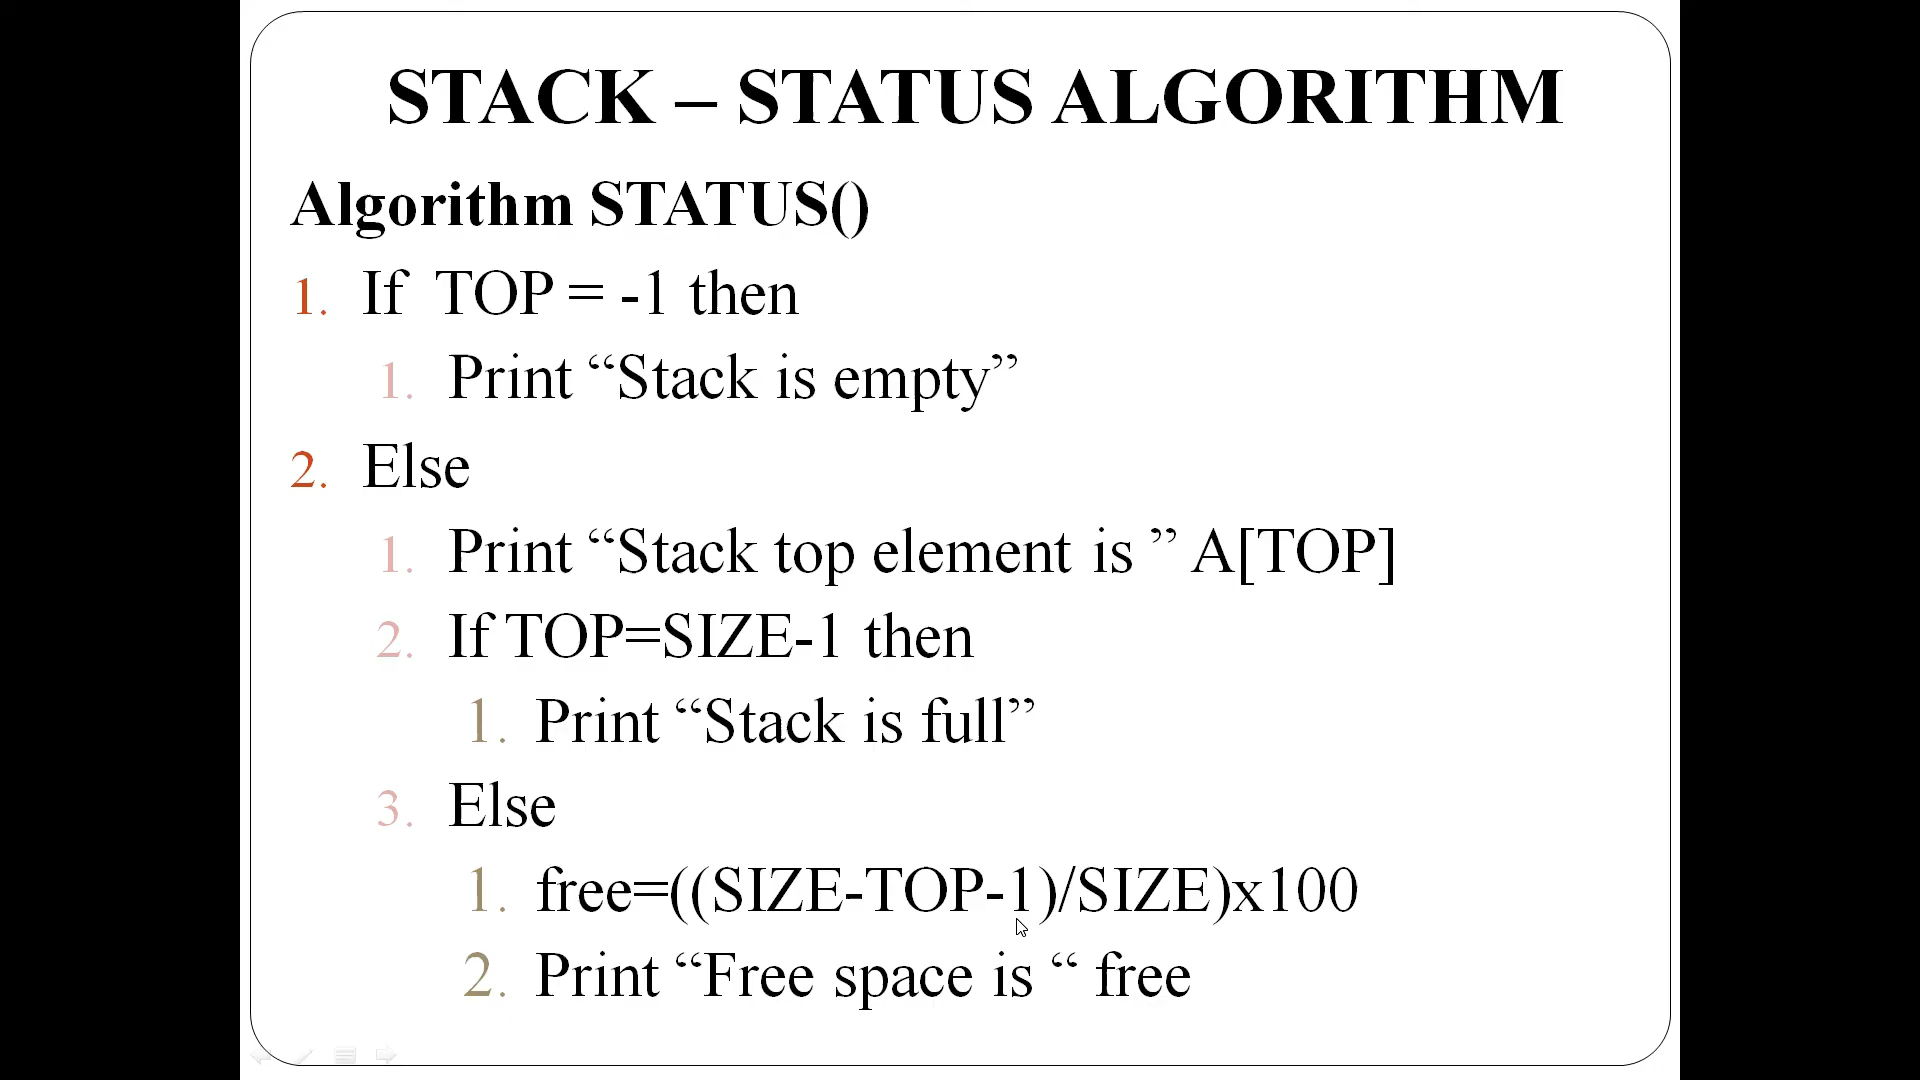 STACK – STATUS ALGORITHM
Algorithm STATUS()
1. If TOP = -1 then
1. Print “Stack is empty”
2. Else
1. Print “Stack top element is ” A[TOP]
2. If TOP=SIZE-1 then
1. Print “Stack is full”
3. Else
1. free=((SIZE-TOP-1)/SIZE)x100
2. Print “Free space is “ free